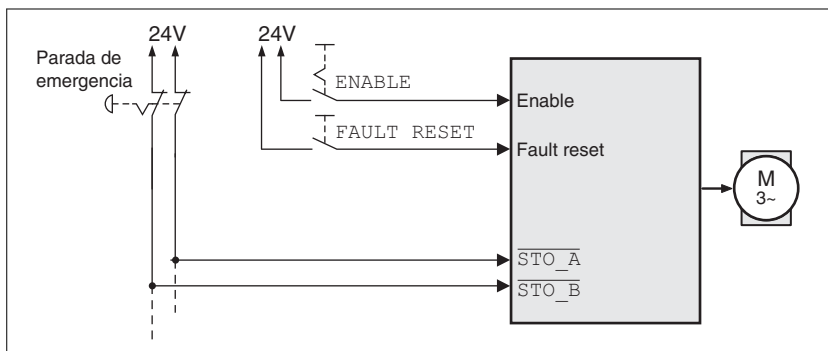 24V
24V
Parada de
emergencia
ENABLE
Enable
FAULT RESET
Fault reset
M
3~
STO_A
STO_B